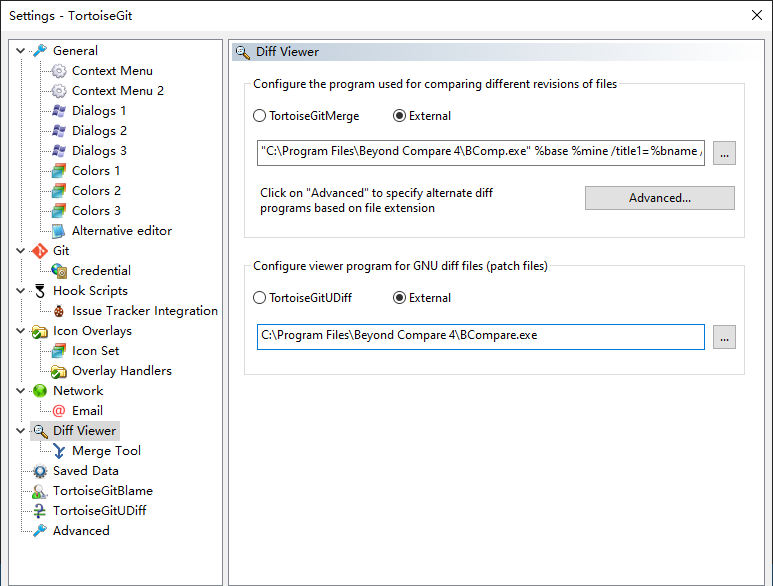 Settings - TortoiseGit
General
Context Menu
Context Menu 2
Dialogs 1
Dialogs 2
Dialogs 3
Colors 1
Colors 2
Colors 3
Alternative editor
Git
Credential
Hook Scripts
Issue Tracker Integration
Icon Overlays
Icon Set
Overlay Handlers
Network
Email
Diff Viewer
Merge Tool
Saved Data
TortoiseGitBlame
TortoiseGitUDiff
Advanced
Diff Viewer
Configure the program used for comparing different revisions of files
TortoiseGitMerge External
"C:\Program Files\Beyond Compare 4\BComp.exe" %base %mine /title1=%bname /
...
Click on "Advanced" to specify alternate diff
programs based on file extension
Advanced...
Configure viewer program for GNU diff files (patch files)
TortoiseGitUDiff External
C:\Program Files\Beyond Compare 4\BCompare.exe
...